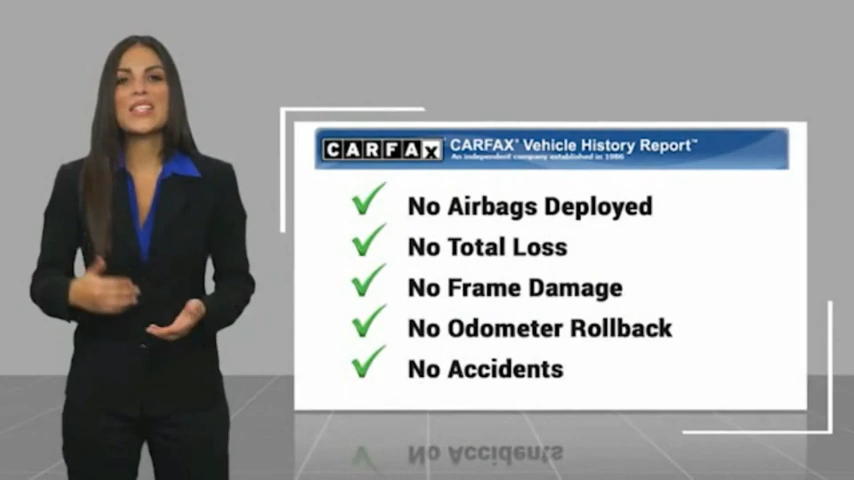 CARFAX CARFAX® Vehicle History Report™
An independent company established in 1986
No Airbags Deployed
No Total Loss
No Frame Damage
No Odometer Rollback
No Accidents
No Accidents